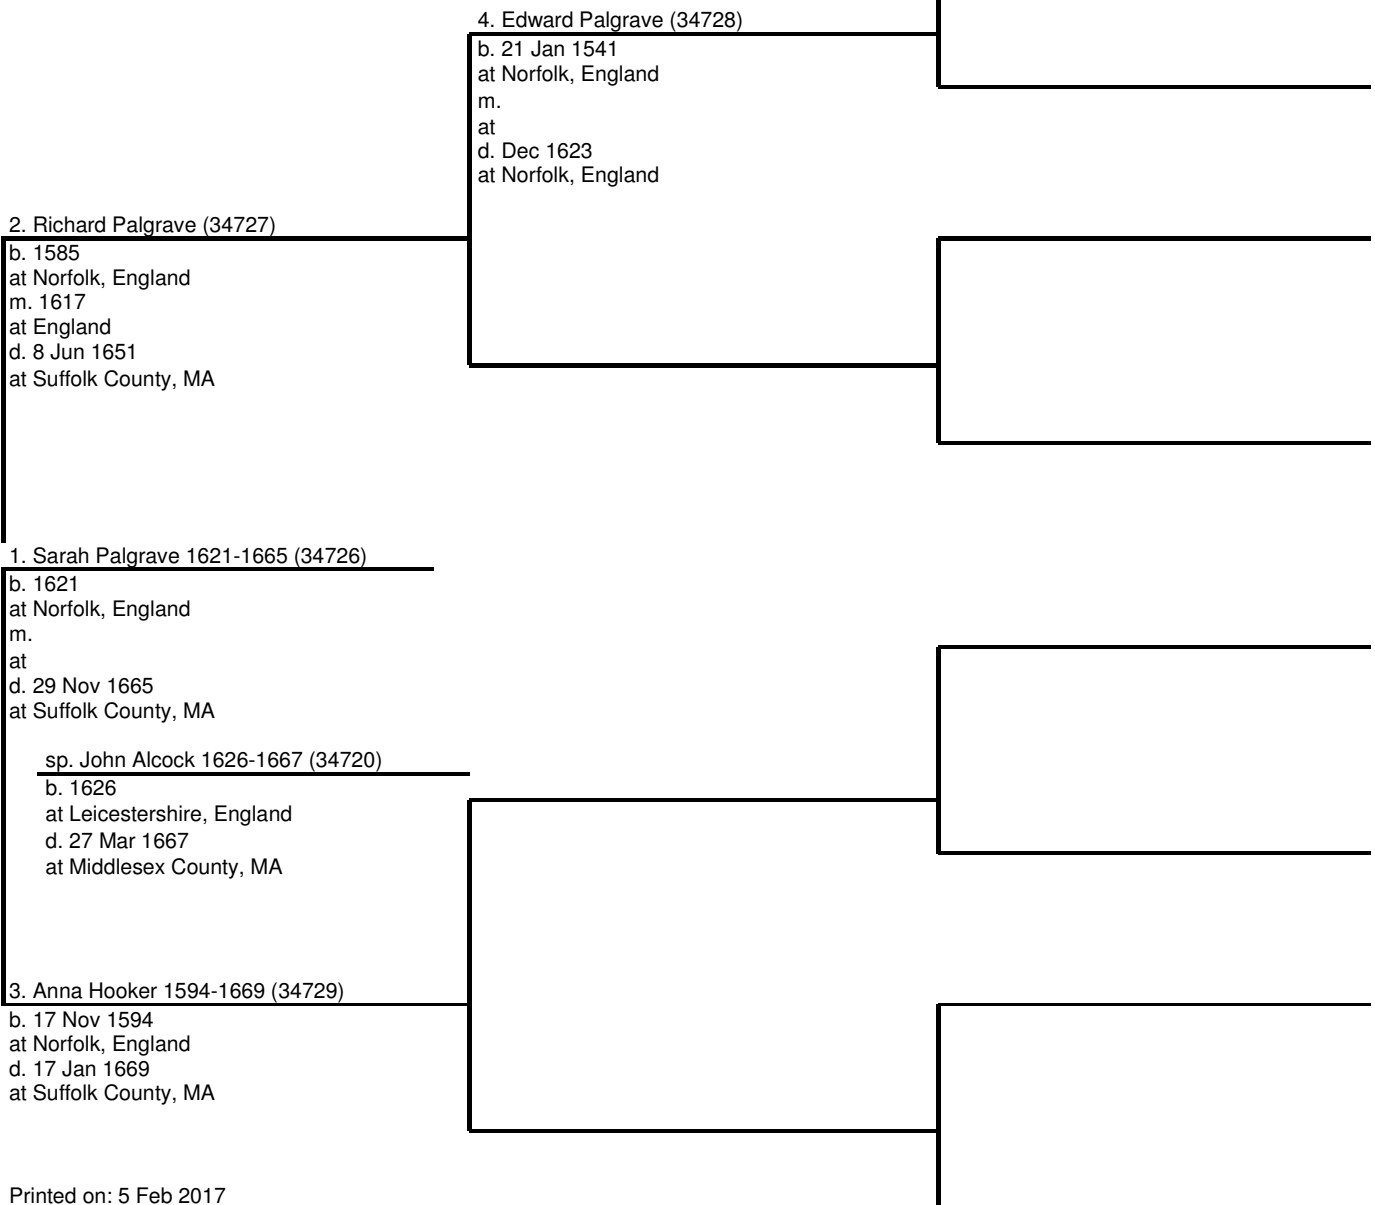 4. Edward Palgrave (34728)
b. 21 Jan 1541
at Norfolk, England
m.
at
d. Dec 1623
at Norfolk, England
2. Richard Palgrave (34727)
b. 1585
at Norfolk, England
m. 1617
at England
d. 8 Jun 1651
at Suffolk County, MA
1. Sarah Palgrave 1621-1665 (34726)
b. 1621
at Norfolk, England
m.
at
d. 29 Nov 1665
at Suffolk County, MA
sp. John Alcock 1626-1667 (34720)
b. 1626
at Leicestershire, England
d. 27 Mar 1667
at Middlesex County, MA
3. Anna Hooker 1594-1669 (34729)
b. 17 Nov 1594
at Norfolk, England
d. 17 Jan 1669
at Suffolk County, MA
Printed on: 5 Feb 2017